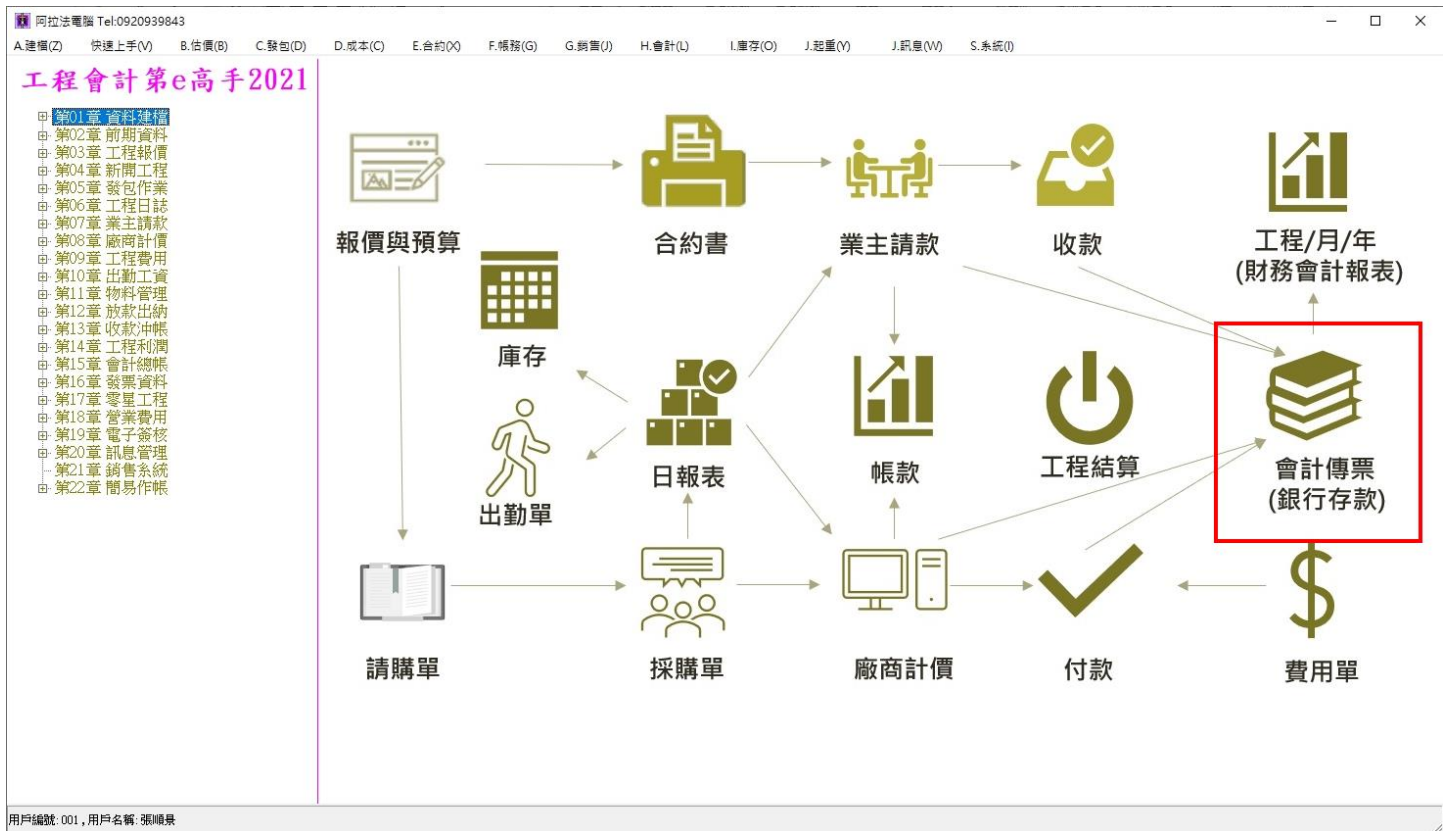 阿拉法電腦 Tel:0920939843
A.建檔(Z) 快速上手(V) B.估價(B) C.發包(D) D.成本(C) E.合約(X) F.帳務(G) G.銷售(J) H.會計(L) I.庫存(O) J.起重(Y) J.訊息(W) S.系統(I)
工程會計第e高手2021
第01章 資料建檔
第02章 前期資料
第03章 工程報價
第04章 新開工程
第05章 發包作業
第06章 工程日誌
第07章 業主請款
第08章 廠商計價
第09章 工程費用
第10章 出勤工資
第11章 物料管理
第12章 放款出納
第13章 收款沖帳
第14章 工程利潤
第15章 會計總帳
第16章 發票資料
第17章 零星工程
第18章 營業費用
第19章 電子簽核
第20章 訊息管理
第21章 銷售系統
第22章 簡易作帳
報價與預算
合約書
業主請款
收款
工程/月/年
(財務會計報表)
庫存
日報表
帳款
工程結算
會計傳票
(銀行存款)
出勤單
請購單
採購單
廠商計價
付款
費用單
用戶編號: 001 , 用戶名稱: 張順景